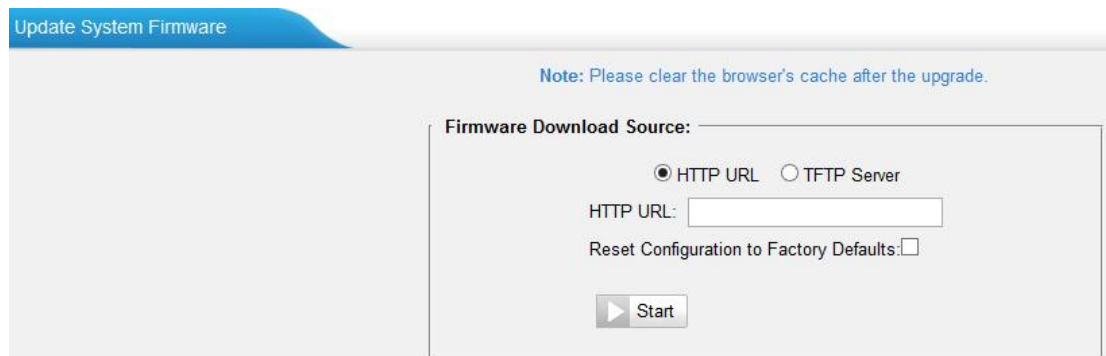 Update System Firmware
Note: Please clear the browser's cache after the upgrade.
Firmware Download Source:
HTTP URL TFTP Server
HTTP URL:
Reset Configuration to Factory Defaults:
Start